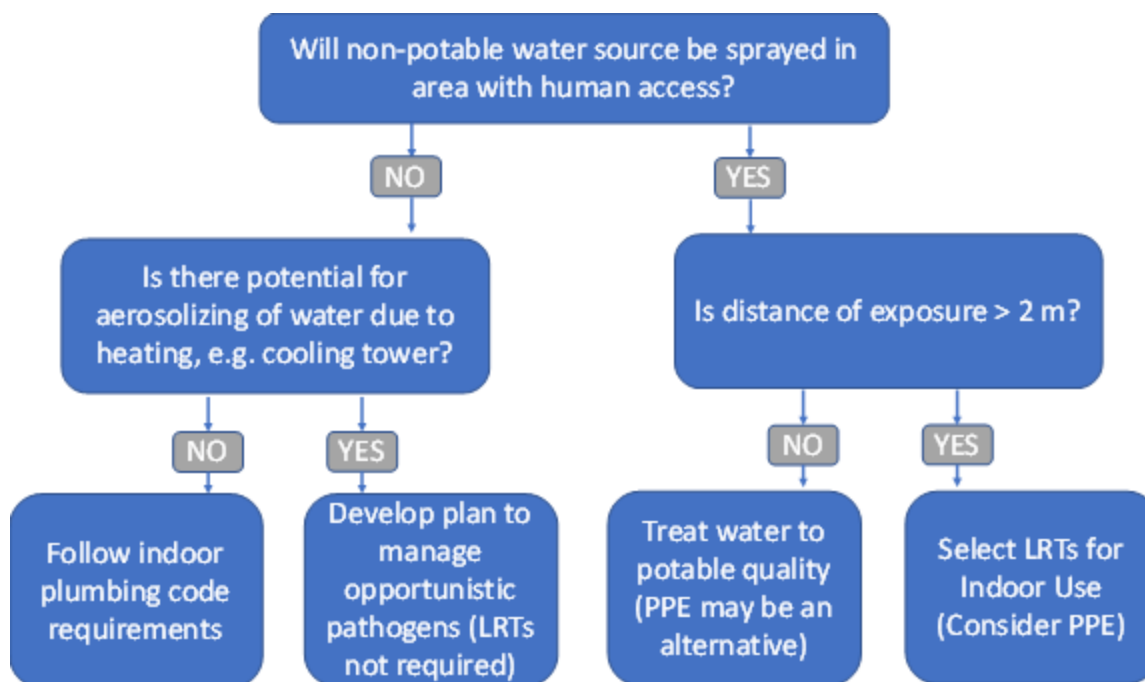 Will non-potable water source be sprayed in
area with human access?
NO
YES
Is there potential for
aerosolizing of water due to
heating, e.g. cooling tower?
Is distance of exposure > 2 m?
NO
YES
NO
YES
Follow indoor
plumbing code
requirements
Develop plan to
manage
opportunistic
pathogens (LRTs
not required)
Treat water to
potable quality
(PPE may be an
alternative)
Select LRTs for
Indoor Use
(Consider PPE)